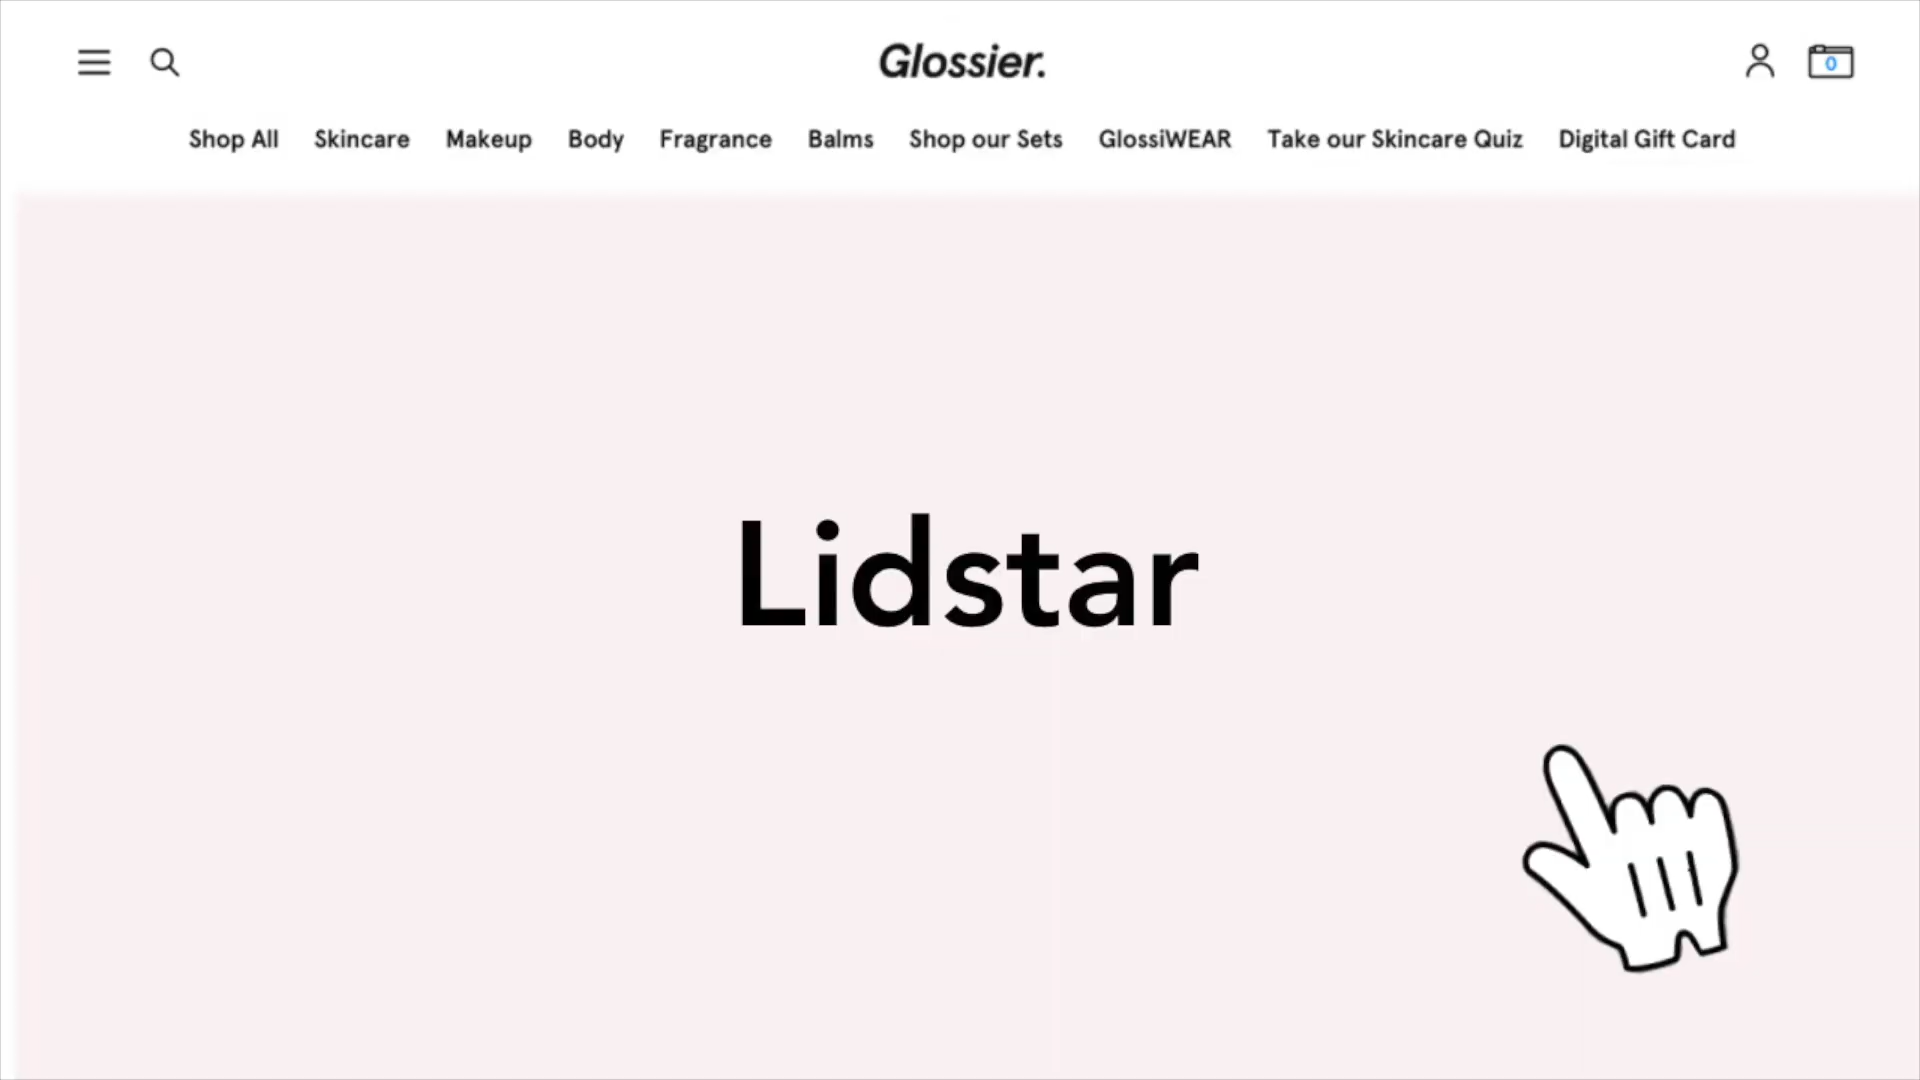 Glossier.
0
Shop All Skincare Makeup Body Fragrance Balms Shop our Sets GlossiWEAR Take our Skincare Quiz Digital Gift Card
Lidstar